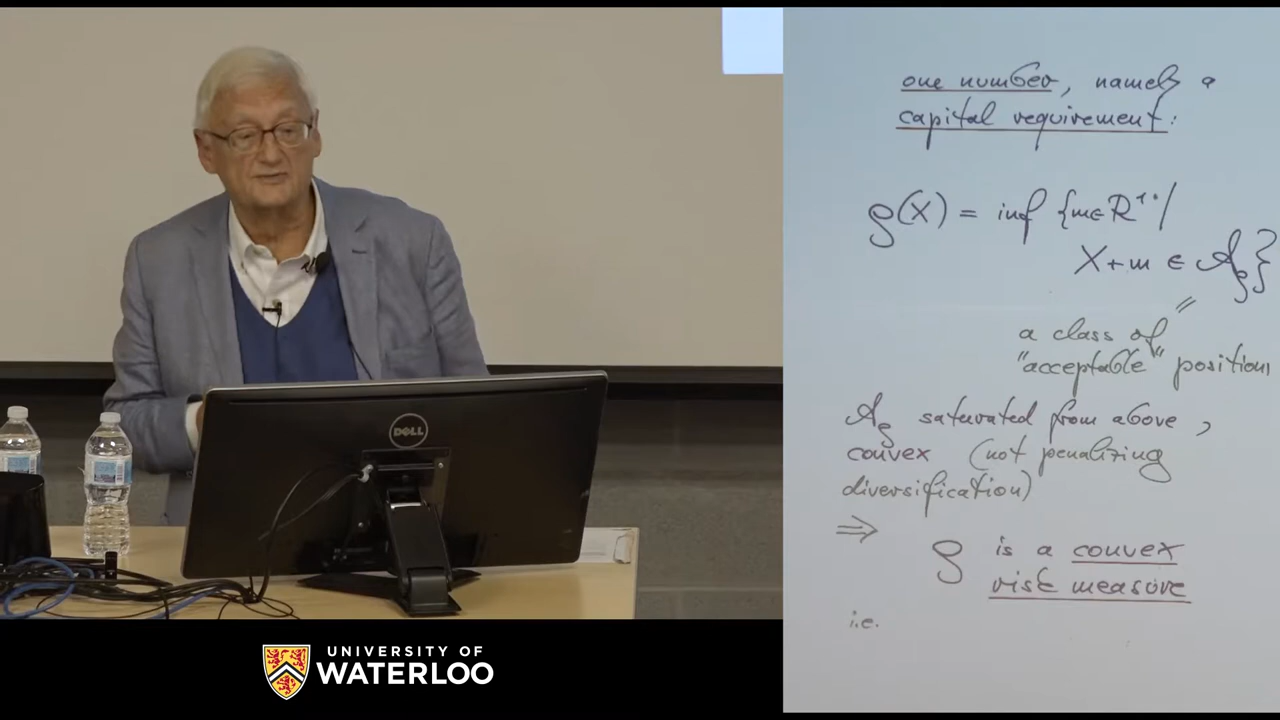 one number, namely a
capital requirement:
ρ(X) = inf {m∈R¹ |
X+m ∈ A_ρ}
=
a class of
"acceptable" positions
A_ρ saturated from above,
convex (not penalizing
diversification)
⇒ ρ is a convex
risk measure
i.e.
DELL
UNIVERSITY OF
WATERLOO